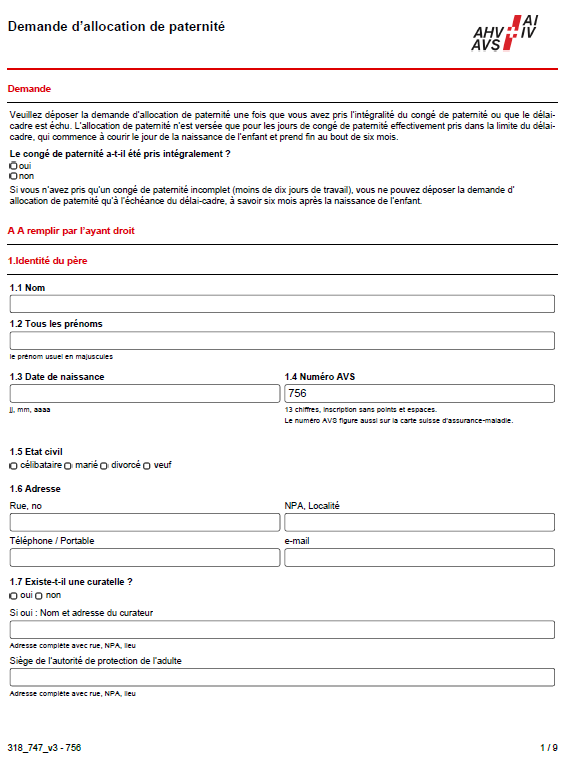 Demande d'allocation de paternité
AHV AI
AVS IV
Demande
Veuillez déposer la demande d'allocation de paternité une fois que vous avez pris l'intégralité du congé de paternité ou que le délai-
cadre est échu. L'allocation de paternité n'est versée que pour les jours de congé de paternité effectivement pris dans la limite du délai-
cadre, qui commence à courir le jour de la naissance de l'enfant et prend fin au bout de six mois.
Le congé de paternité a-t-il été pris intégralement ?
oui
non
Si vous n'avez pris qu'un congé de paternité incomplet (moins de dix jours de travail), vous ne pouvez déposer la demande d'
allocation de paternité qu'à l'échéance du délai-cadre, à savoir six mois après la naissance de l'enfant.
A A remplir par l'ayant droit
1.Identité du père
1.1 Nom
1.2 Tous les prénoms
le prénom usuel en majuscules
1.3 Date de naissance 1.4 Numéro AVS
756
jj, mm, aaaa 13 chiffres, inscription sans points et espaces.
Le numéro AVS figure aussi sur la carte suisse d'assurance-maladie.
1.5 Etat civil
célibataire marié divorcé veuf
1.6 Adresse
Rue, no NPA, Localité
Téléphone / Portable e-mail
1.7 Existe-t-il une curatelle ?
oui non
Si oui : Nom et adresse du curateur
Adresse complète avec rue, NPA, lieu
Siège de l'autorité de protection de l'adulte
Adresse complète avec rue, NPA, lieu
318_747_v3 - 756 1 / 9